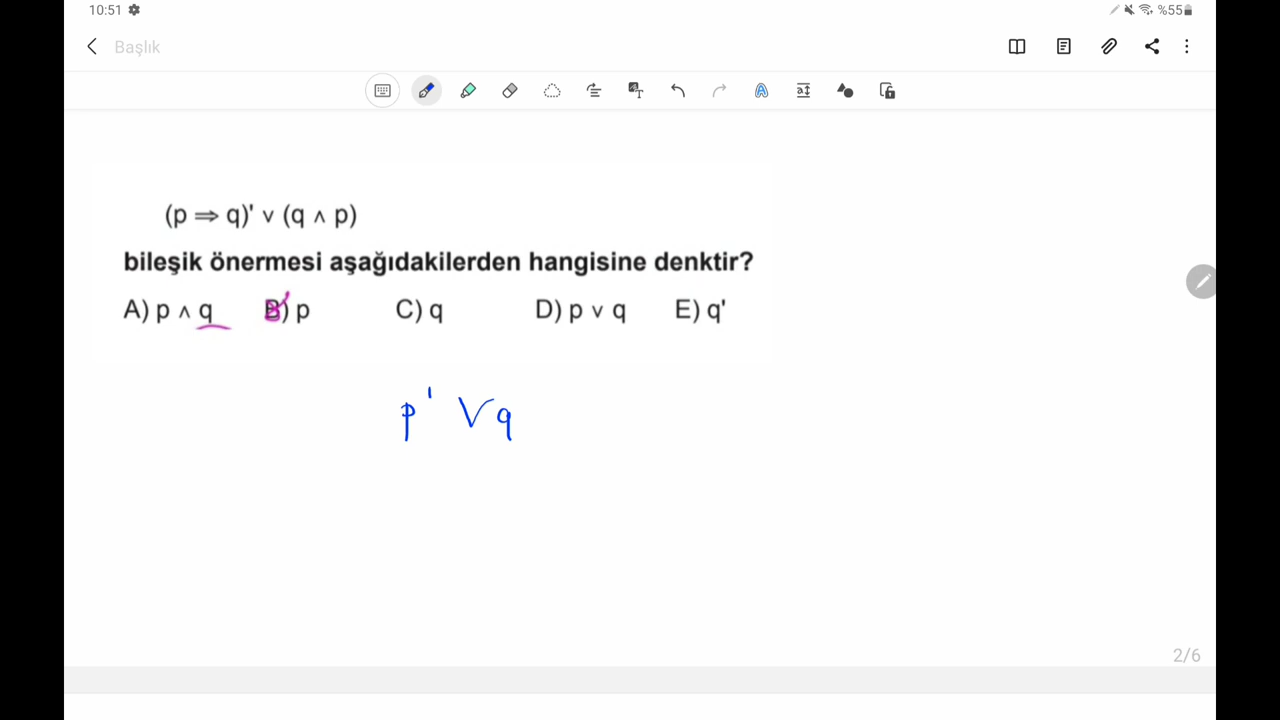 10:51
%55
Başlık
(p ⇒ q)' ∨ (q ∧ p)
bileşik önermesi aşağıdakilerden hangisine denktir?
A) p ∧ q B) p C) q D) p ∨ q E) q'
p' ∨ q
2/6